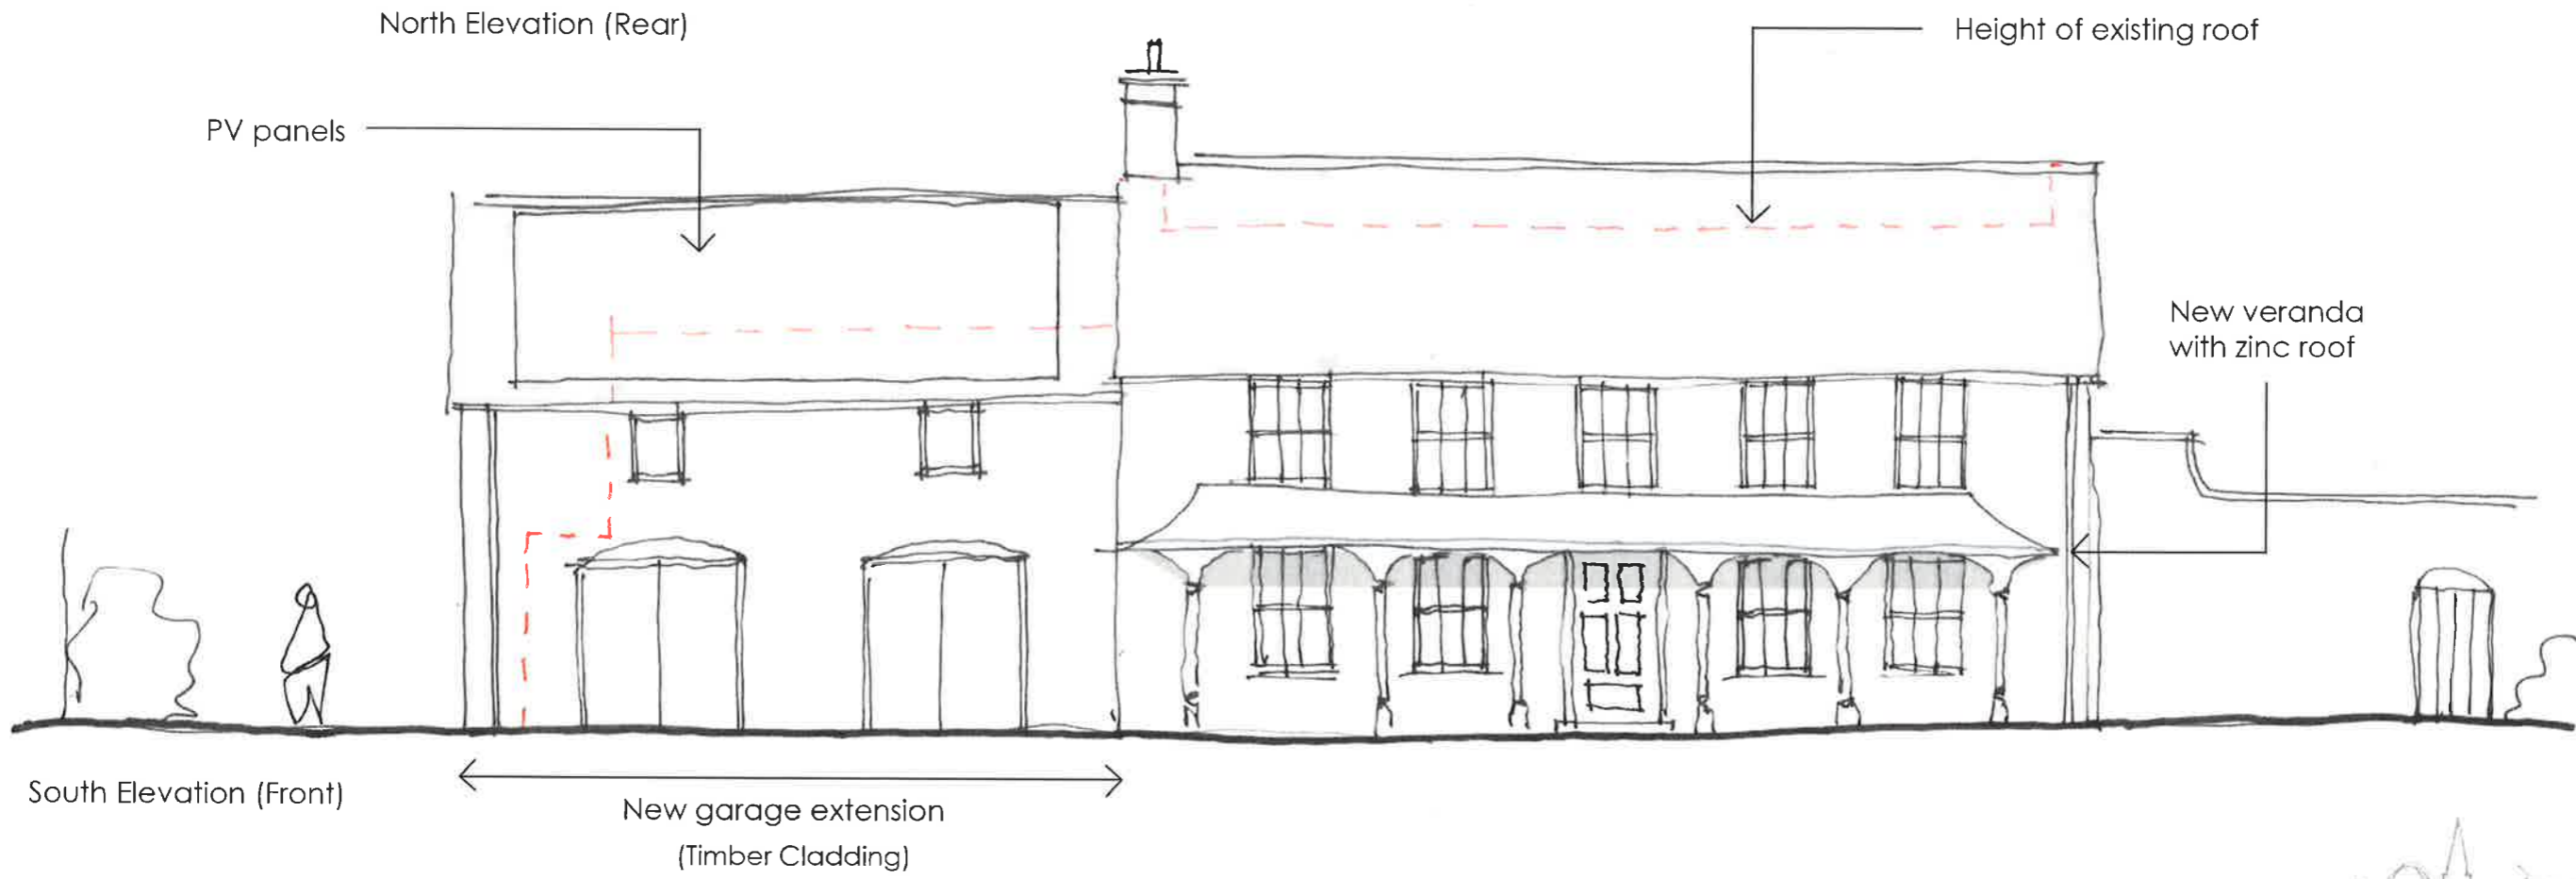 North Elevation (Rear)
Height of existing roof
PV panels
New veranda
with zinc roof
South Elevation (Front)
New garage extension
(Timber Cladding)